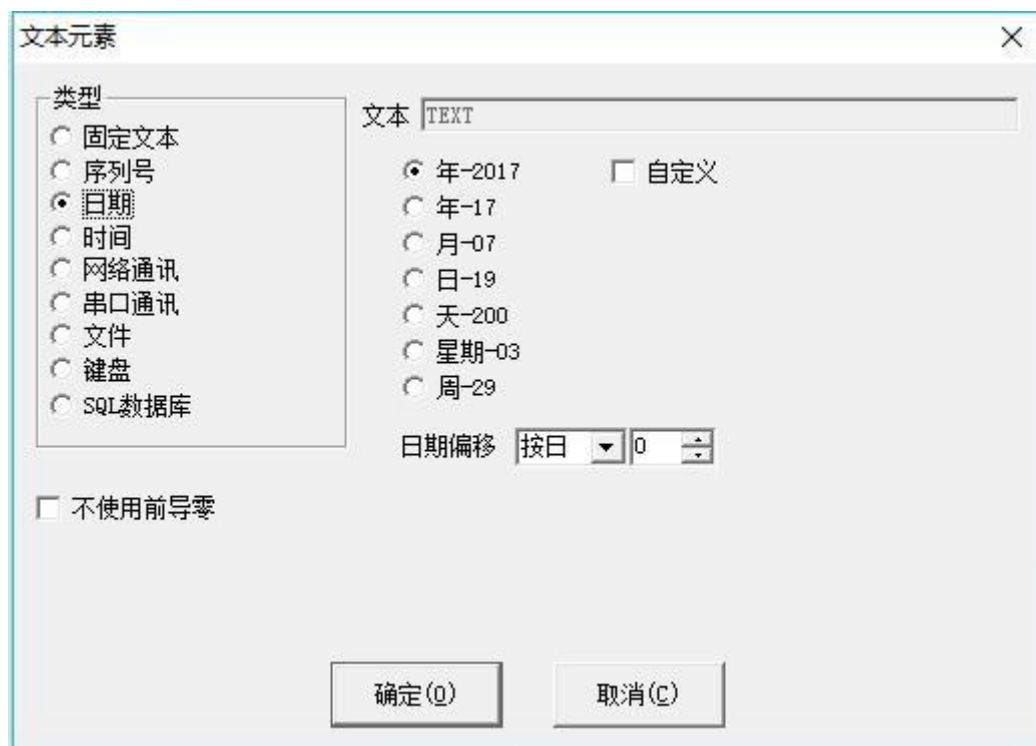 文本元素
类型
固定文本
序列号
日期
时间
网络通讯
串口通讯
文件
键盘
SQL数据库
文本 TEXT
年-2017 自定义
年-17
月-07
日-19
天-200
星期-03
周-29
日期偏移 按日 0
不使用前导零
确定(O) 取消(C)